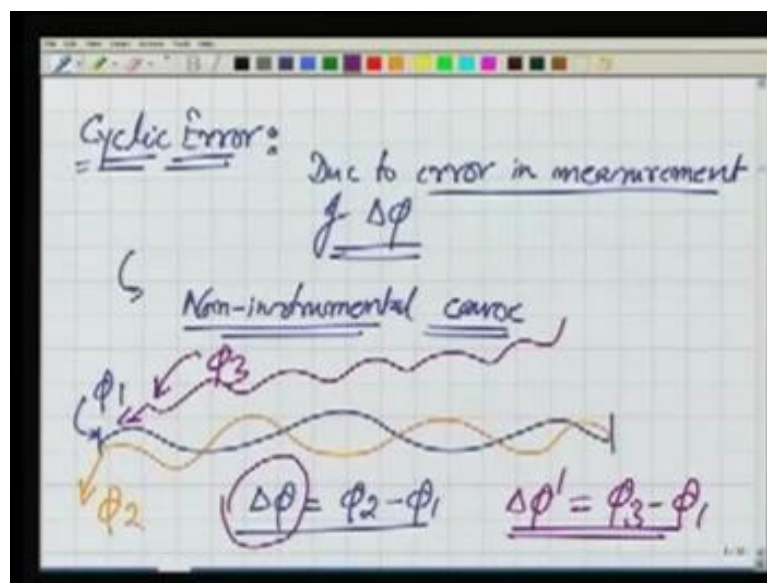 Cyclic Error:
Due to error in measurement
of Δφ
Non-instrumental cause
φ3
φ1
φ2
Δφ = φ2-φ1
Δφ' = φ3-φ1